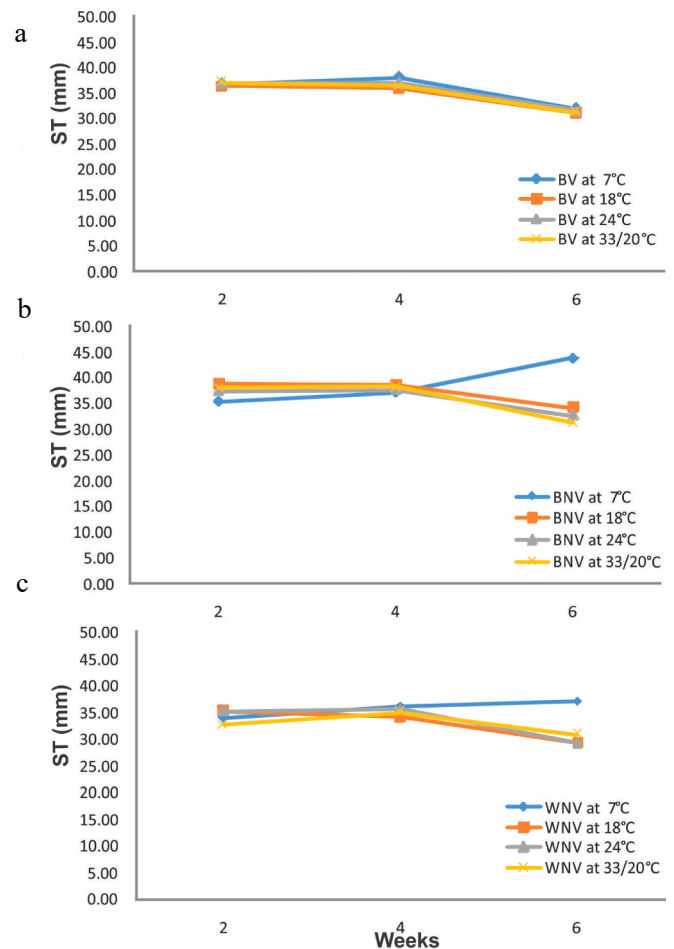 a
ST (mm)
50.00
45.00
40.00
35.00
30.00
25.00
20.00
15.00
10.00
5.00
0.00
BV at 7°C
BV at 18°C
BV at 24°C
BV at 33/20°C
2 4 6
b
ST (mm)
50.00
45.00
40.00
35.00
30.00
25.00
20.00
15.00
10.00
5.00
0.00
BNV at 7°C
BNV at 18°C
BNV at 24°C
BNV at 33/20°C
2 4 6
c
ST (mm)
50.00
45.00
40.00
35.00
30.00
25.00
20.00
15.00
10.00
5.00
0.00
WNV at 7°C
WNV at 18°C
WNV at 24°C
WNV at 33/20°C
2 4 6
Weeks